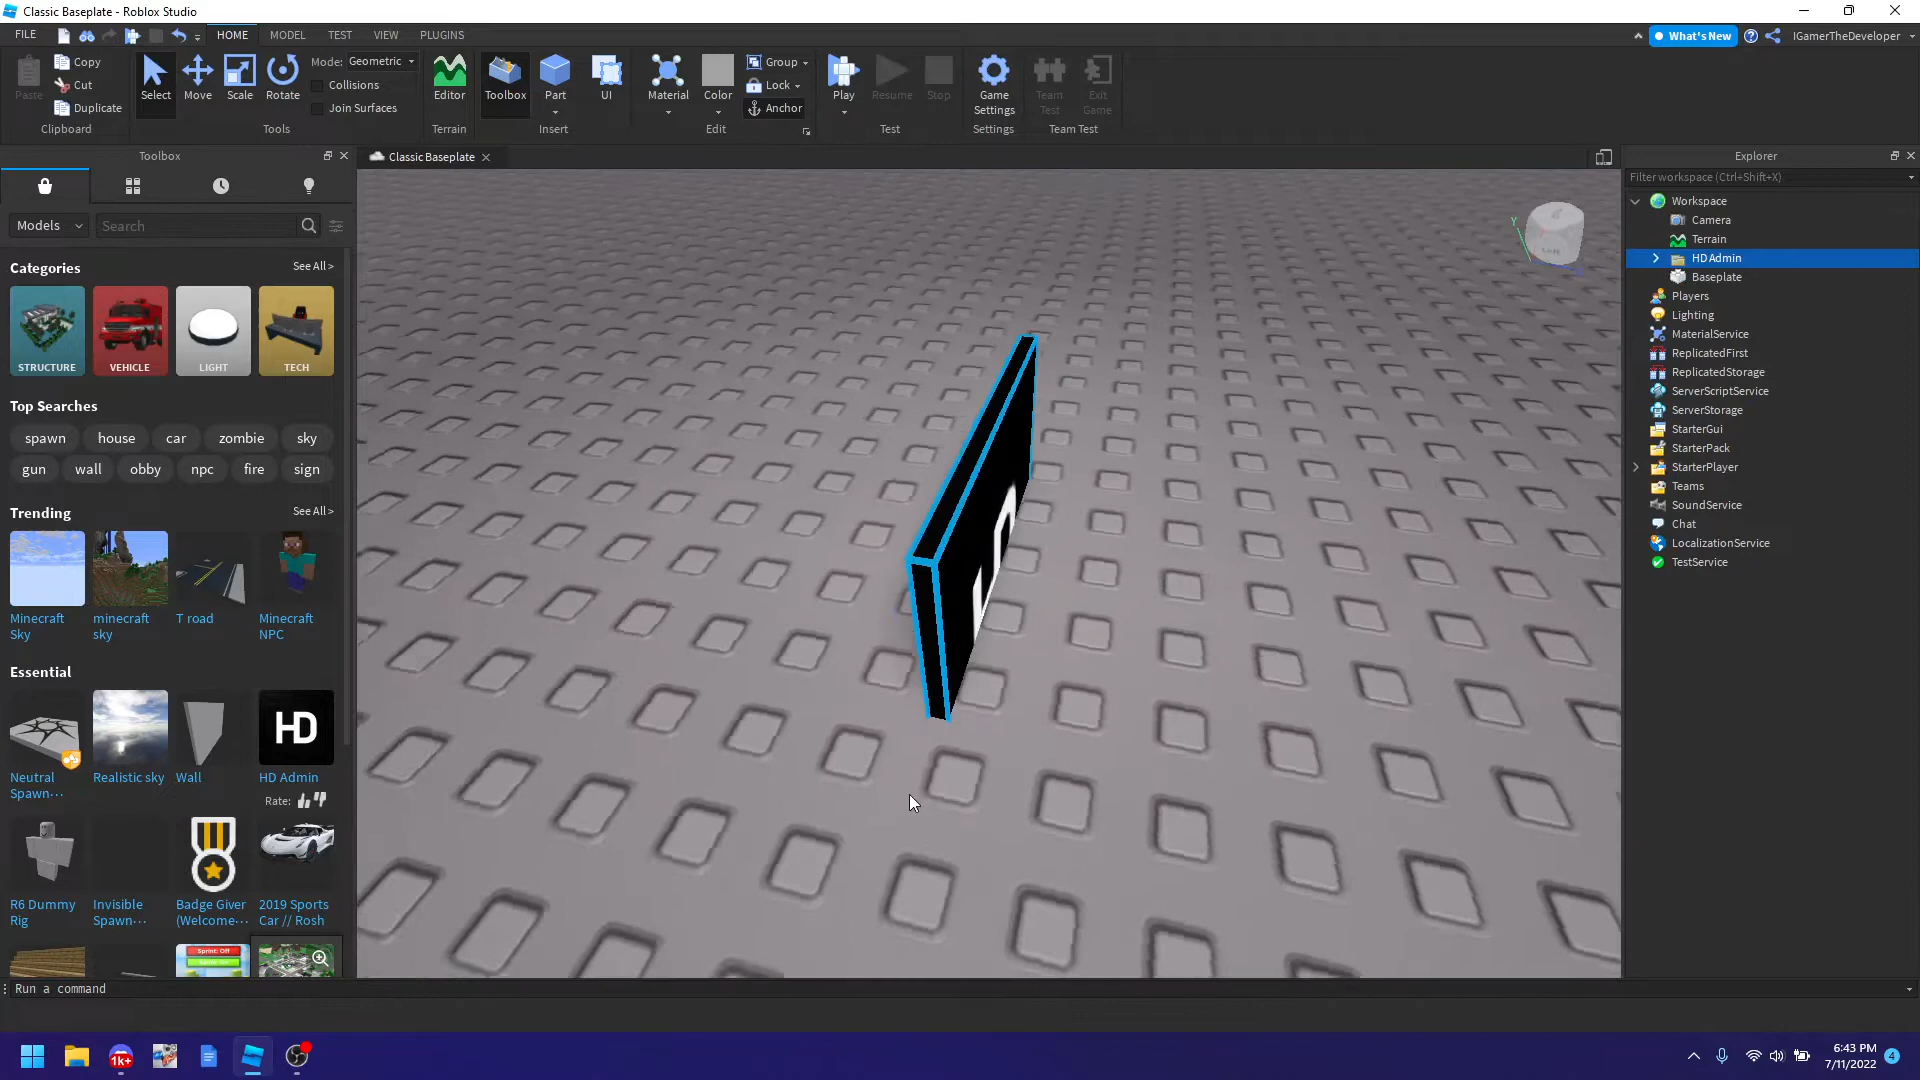 Classic Baseplate - Roblox Studio
FILE HOME MODEL TEST VIEW PLUGINS What's New IGamerTheDeveloper
Paste Copy Cut Duplicate Clipboard
Select Move Scale Rotate Mode: Geometric Collisions Join Surfaces Tools
Editor Terrain
Toolbox Part UI Insert
Material Color Group Lock Anchor Edit
Play Resume Stop Test
Game Settings Settings
Team Test Exit Game Team Test
Toolbox
Classic Baseplate
Explorer
Models Search
Categories See All >
STRUCTURE VEHICLE LIGHT TECH
Top Searches
spawn house car zombie sky
gun wall obby npc fire sign
Trending See All >
Minecraft Sky minecraft sky T road Minecraft NPC
Essential
HD
Neutral Spawn... Realistic sky Wall HD Admin
Rate:
R6 Dummy Rig Invisible Spawn... Badge Giver (Welcome... 2019 Sports Car // Rosh
Sprint: Off
Y
Left
Filter workspace (Ctrl+Shift+X)
Workspace
Camera
Terrain
HD Admin
Baseplate
Players
Lighting
MaterialService
ReplicatedFirst
ReplicatedStorage
ServerScriptService
ServerStorage
StarterGui
StarterPack
StarterPlayer
Teams
SoundService
Chat
LocalizationService
TestService
Run a command
1k+
6:43 PM
7/11/2022
4